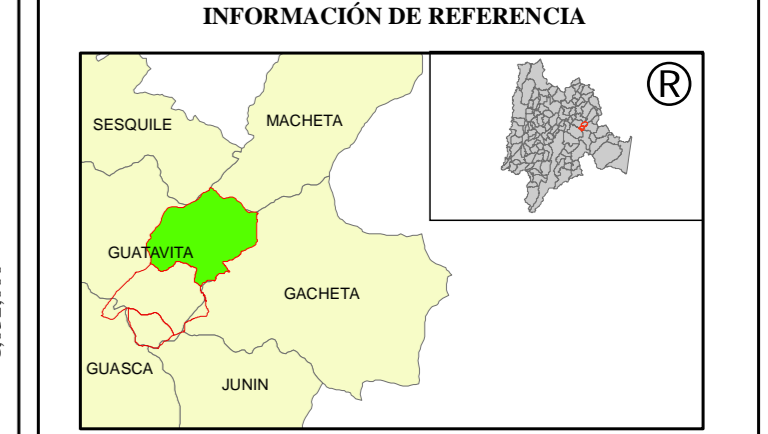 INFORMACIÓN DE REFERENCIA
®
SESQUILE
MACHETA
GUATAVITA
GACHETA
GUASCA
JUNIN